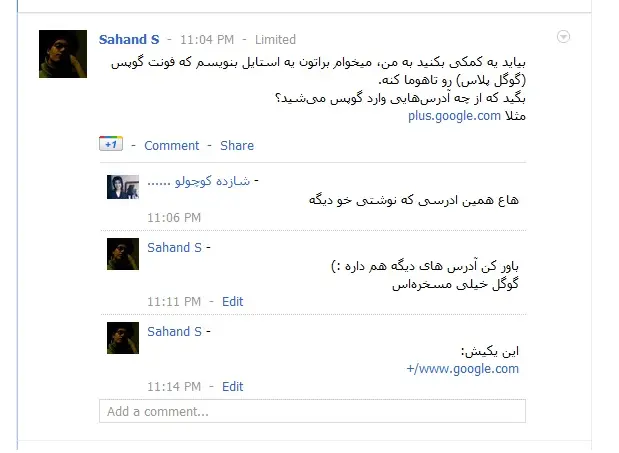 Sahand S - 11:04 PM - Limited
بیاید یه کمکی بکنید به من، میخوام براتون یه استایل بنویسم که فونت گوپس
(گوگل پلاس) رو تاهوما کنه.
بگید که از چه آدرس‌هایی وارد گوپس می‌شید؟
مثلا plus.google.com
+1 - Comment - Share
شازده کوچولو ...... -
هاع همین ادرسی که نوشتی خو دیگه
11:06 PM
Sahand S -
باور کن آدرس های دیگه هم داره :)
گوگل خیلی مسخره‌اس
11:11 PM - Edit
Sahand S -
این یکیش:
www.google.com/+
11:14 PM - Edit
Add a comment...